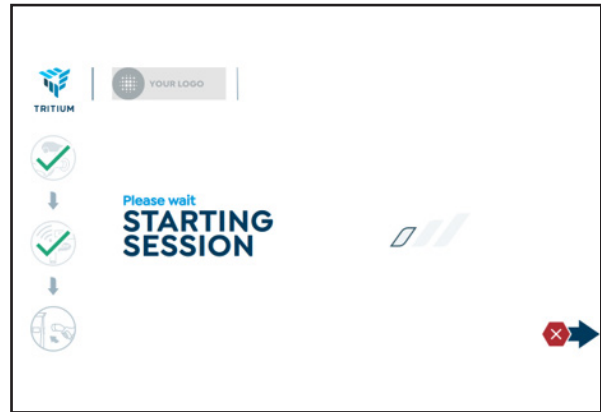 TRITIUM
YOUR LOGO
Please wait
STARTING
SESSION